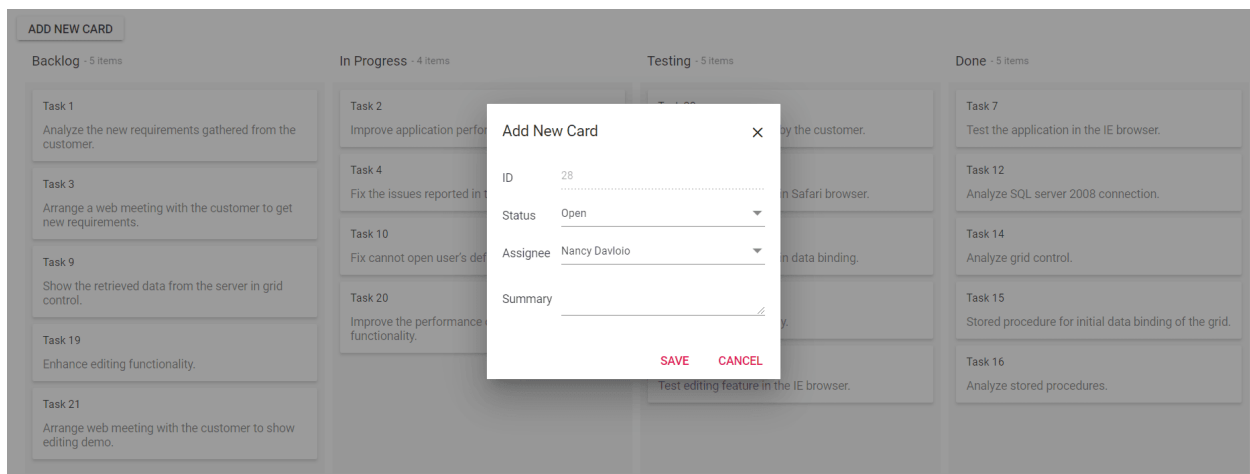 ADD NEW CARD
Backlog - 5 items
In Progress - 4 items
Testing - 5 items
Done - 5 items
Task 1
Analyze the new requirements gathered from the
customer.
Task 3
Arrange a web meeting with the customer to get
new requirements.
Task 9
Show the retrieved data from the server in grid
control.
Task 19
Enhance editing functionality.
Task 21
Arrange web meeting with the customer to show
editing demo.
Task 2
Improve application
Task 4
Fix the issues reported in
Task 10
Fix cannot open user's
Task 20
Improve the performance
functionality.
Add New Card
ID
28
Status
Open
Assignee
Nancy Davloio
Summary
SAVE
CANCEL
by the customer.
in Safari browser.
in data binding.
Test editing feature in the IE browser.
Task 7
Test the application in the IE browser.
Task 12
Analyze SQL server 2008 connection.
Task 14
Analyze grid control.
Task 15
Stored procedure for initial data binding of the grid.
Task 16
Analyze stored procedures.